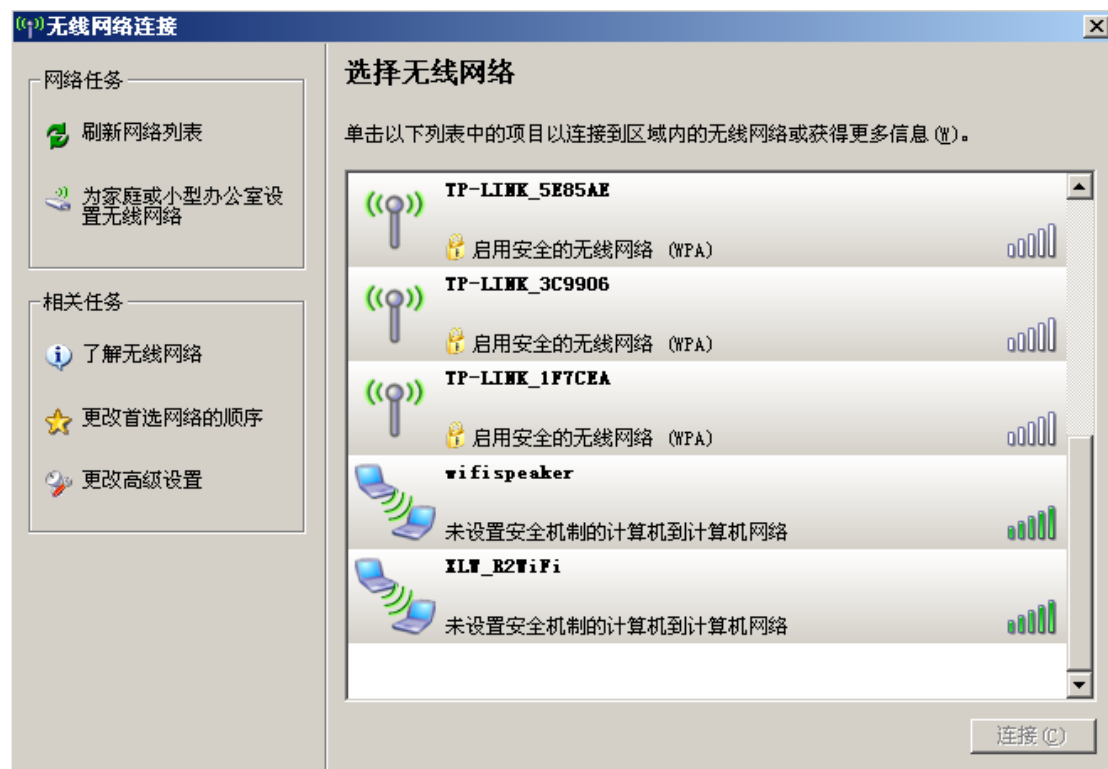 无线网络连接
网络任务
刷新网络列表
为家庭或小型办公室设
置无线网络
相关任务
了解无线网络
更改首选网络的顺序
更改高级设置
选择无线网络
单击以下列表中的项目以连接到区域内的无线网络或获得更多信息(W)。
TP-LINK_5E85AE
启用安全的无线网络 (WPA)
TP-LINK_3C9906
启用安全的无线网络 (WPA)
TP-LINK_1F7CEA
启用安全的无线网络 (WPA)
wifispeaker
未设置安全机制的计算机到计算机网络
XLW_R2WiFi
未设置安全机制的计算机到计算机网络
连接(C)